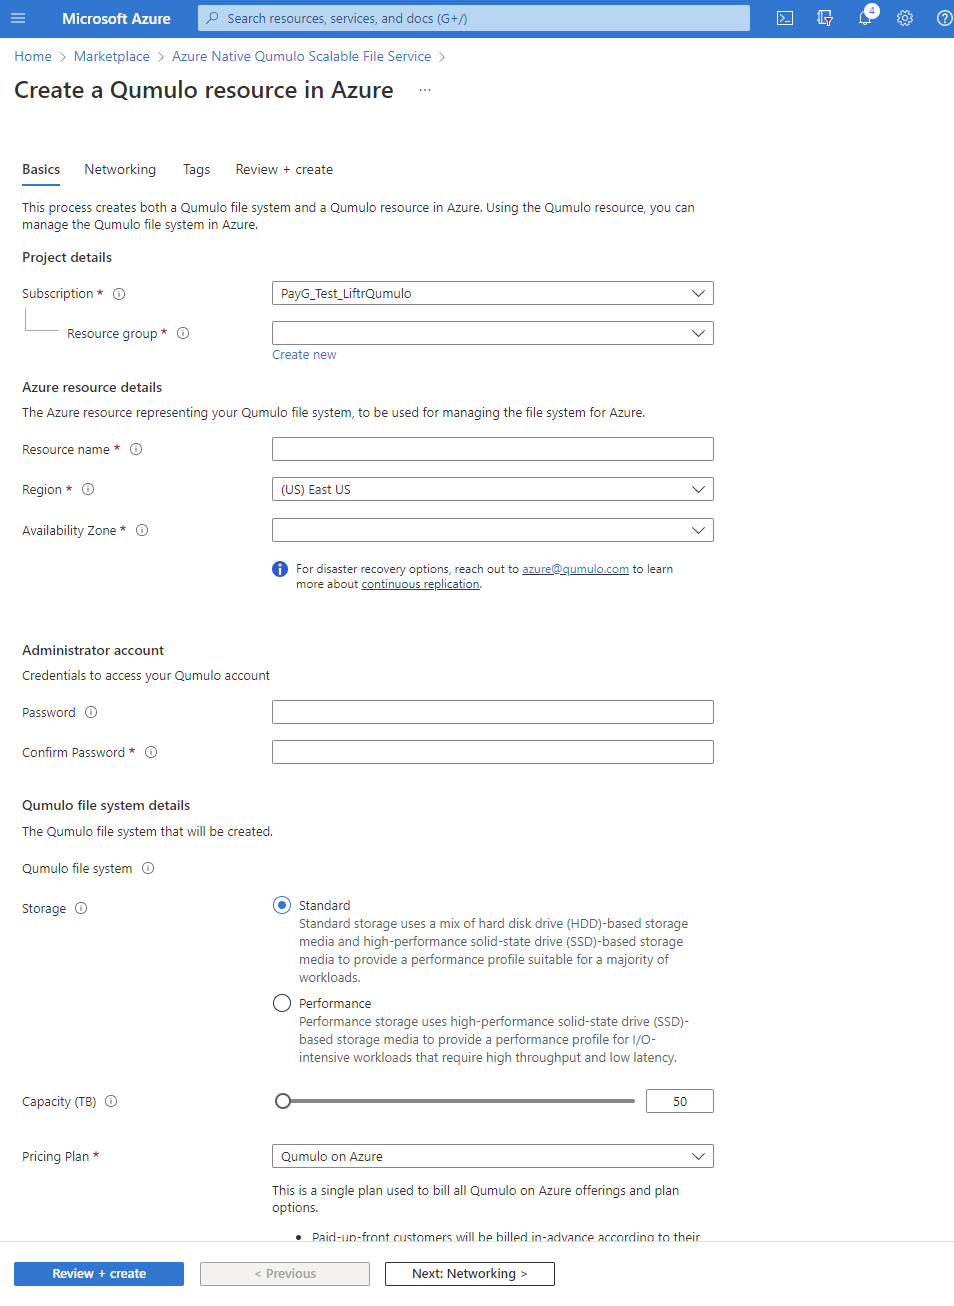 Microsoft Azure
Search resources, services, and docs (G+/)
4
Home > Marketplace > Azure Native Qumulo Scalable File Service >
Create a Qumulo resource in Azure ...
Basics Networking Tags Review + create
This process creates both a Qumulo file system and a Qumulo resource in Azure. Using the Qumulo resource, you can
manage the Qumulo file system in Azure.
Project details
Subscription * PayG_Test_LiftrQumulo
Resource group *
Create new
Azure resource details
The Azure resource representing your Qumulo file system, to be used for managing the file system for Azure.
Resource name *
Region * (US) East US
Availability Zone *
For disaster recovery options, reach out to azure@qumulo.com to learn
more about continuous replication.
Administrator account
Credentials to access your Qumulo account
Password
Confirm Password *
Qumulo file system details
The Qumulo file system that will be created.
Qumulo file system
Storage
Standard
Standard storage uses a mix of hard disk drive (HDD)-based storage
media and high-performance solid-state drive (SSD)-based storage
media to provide a performance profile suitable for a majority of
workloads.
Performance
Performance storage uses high-performance solid-state drive (SSD)-
based storage media to provide a performance profile for I/O-
intensive workloads that require high throughput and low latency.
Capacity (TB) 50
Pricing Plan * Qumulo on Azure
This is a single plan used to bill all Qumulo on Azure offerings and plan
options.
• Paid-up-front customers will be billed in-advance according to their
Review + create < Previous Next: Networking >